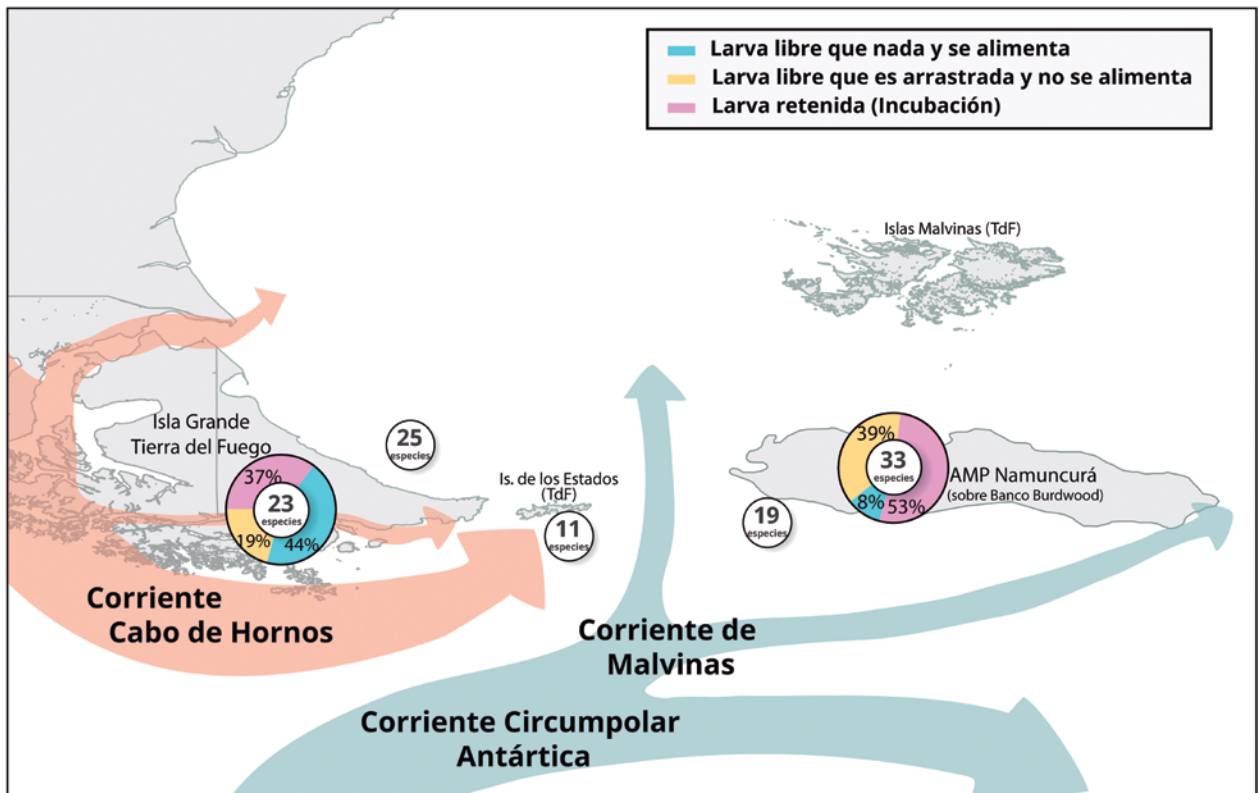 Larva libre que nada y se alimenta
Larva libre que es arrastrada y no se alimenta
Larva retenida (Incubación)
Islas Malvinas (TdF)
Isla Grande
Tierra del Fuego
25
especies
37%
23
especies
19%
44%
Is. de los Estados
(TdF)
11
especies
39%
33
especies
8%
53%
AMP Namuncurá
(sobre Banco Burdwood)
19
especies
Corriente
Cabo de Hornos
Corriente de
Malvinas
Corriente Circumpolar
Antártica